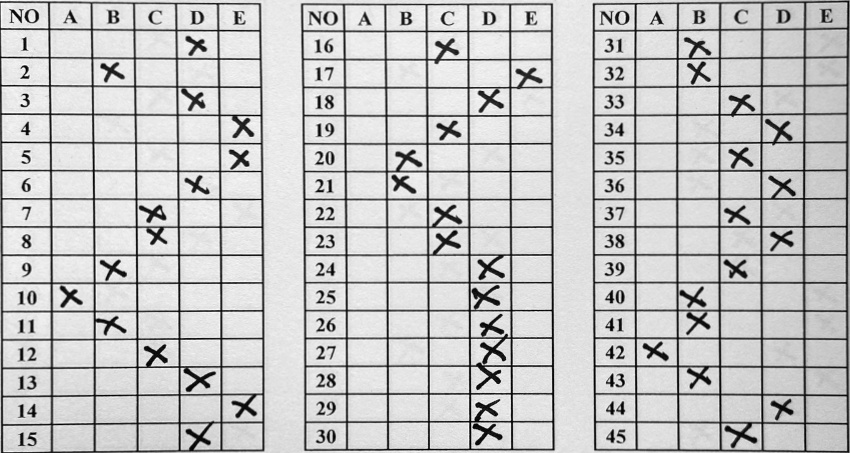 NO A B C D E
1 X
2 X
3 X
4 X
5 X
6 X
7 X
8 X
9 X
10 X
11 X
12 X
13 X
14 X
15 X
NO A B C D E
16 X
17 X
18 X
19 X
20 X
21 X
22 X
23 X
24 X
25 X
26 X
27 X
28 X
29 X
30 X
NO A B C D E
31 X
32 X
33 X
34 X
35 X
36 X
37 X
38 X
39 X
40 X
41 X
42 X
43 X
44 X
45 X